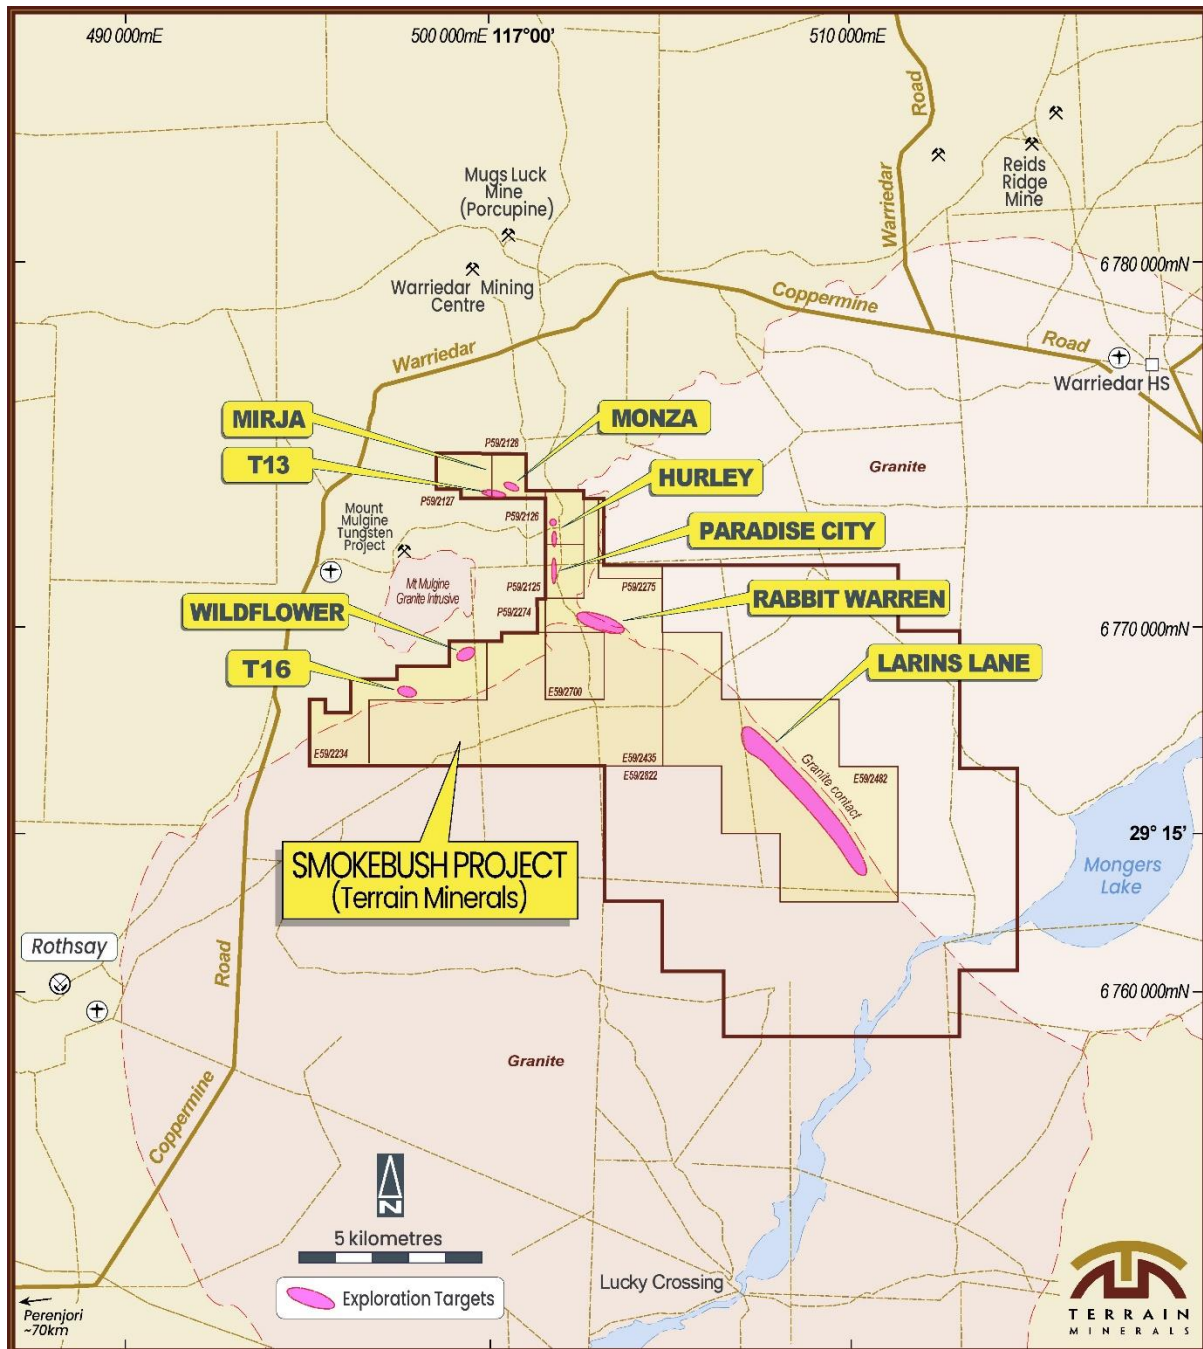 490 000mE
500 000mE 117°00'
510 000mE
Road
Warriedar
Reids
Ridge
Mine
Mugs Luck
Mine
(Porcupine)
Warriedar Mining
Centre
6 780 000mN
Coppermine
Road
Warriedar
Warriedar HS
MIRJA
MONZA
P59/2128
T13
HURLEY
Granite
P59/2127
P59/2126
Mount
Mulgine
Tungsten
Project
PARADISE CITY
Mt Mulgine
Granite Intrusive
P59/2125
P59/2275
WILDFLOWER
P59/2274
RABBIT WARREN
6 770 000mN
T16
LARINS LANE
E59/2700
E59/2234
E59/2435
E59/2822
E59/2482
Granite contact
SMOKEBUSH PROJECT
(Terrain Minerals)
29° 15'
Mongers
Lake
Rothsay
Road
6 760 000mN
Granite
Coppermine
N
5 kilometres
Exploration Targets
Lucky Crossing
Perenjori
~70km
TERRAIN
MINERALS